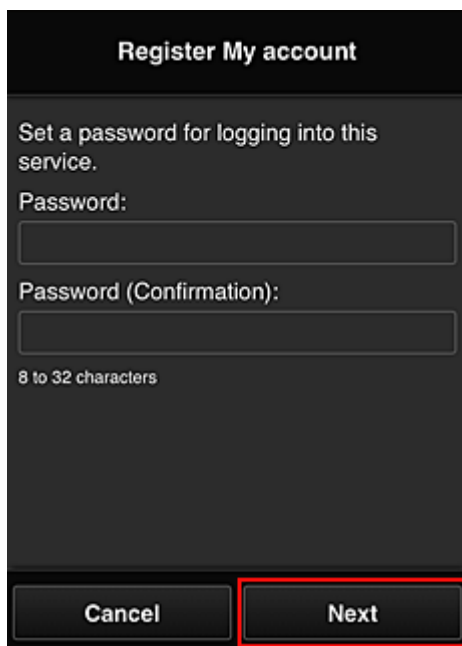 Register My account
Set a password for logging into this
service.
Password:
Password (Confirmation):
8 to 32 characters
Cancel
Next